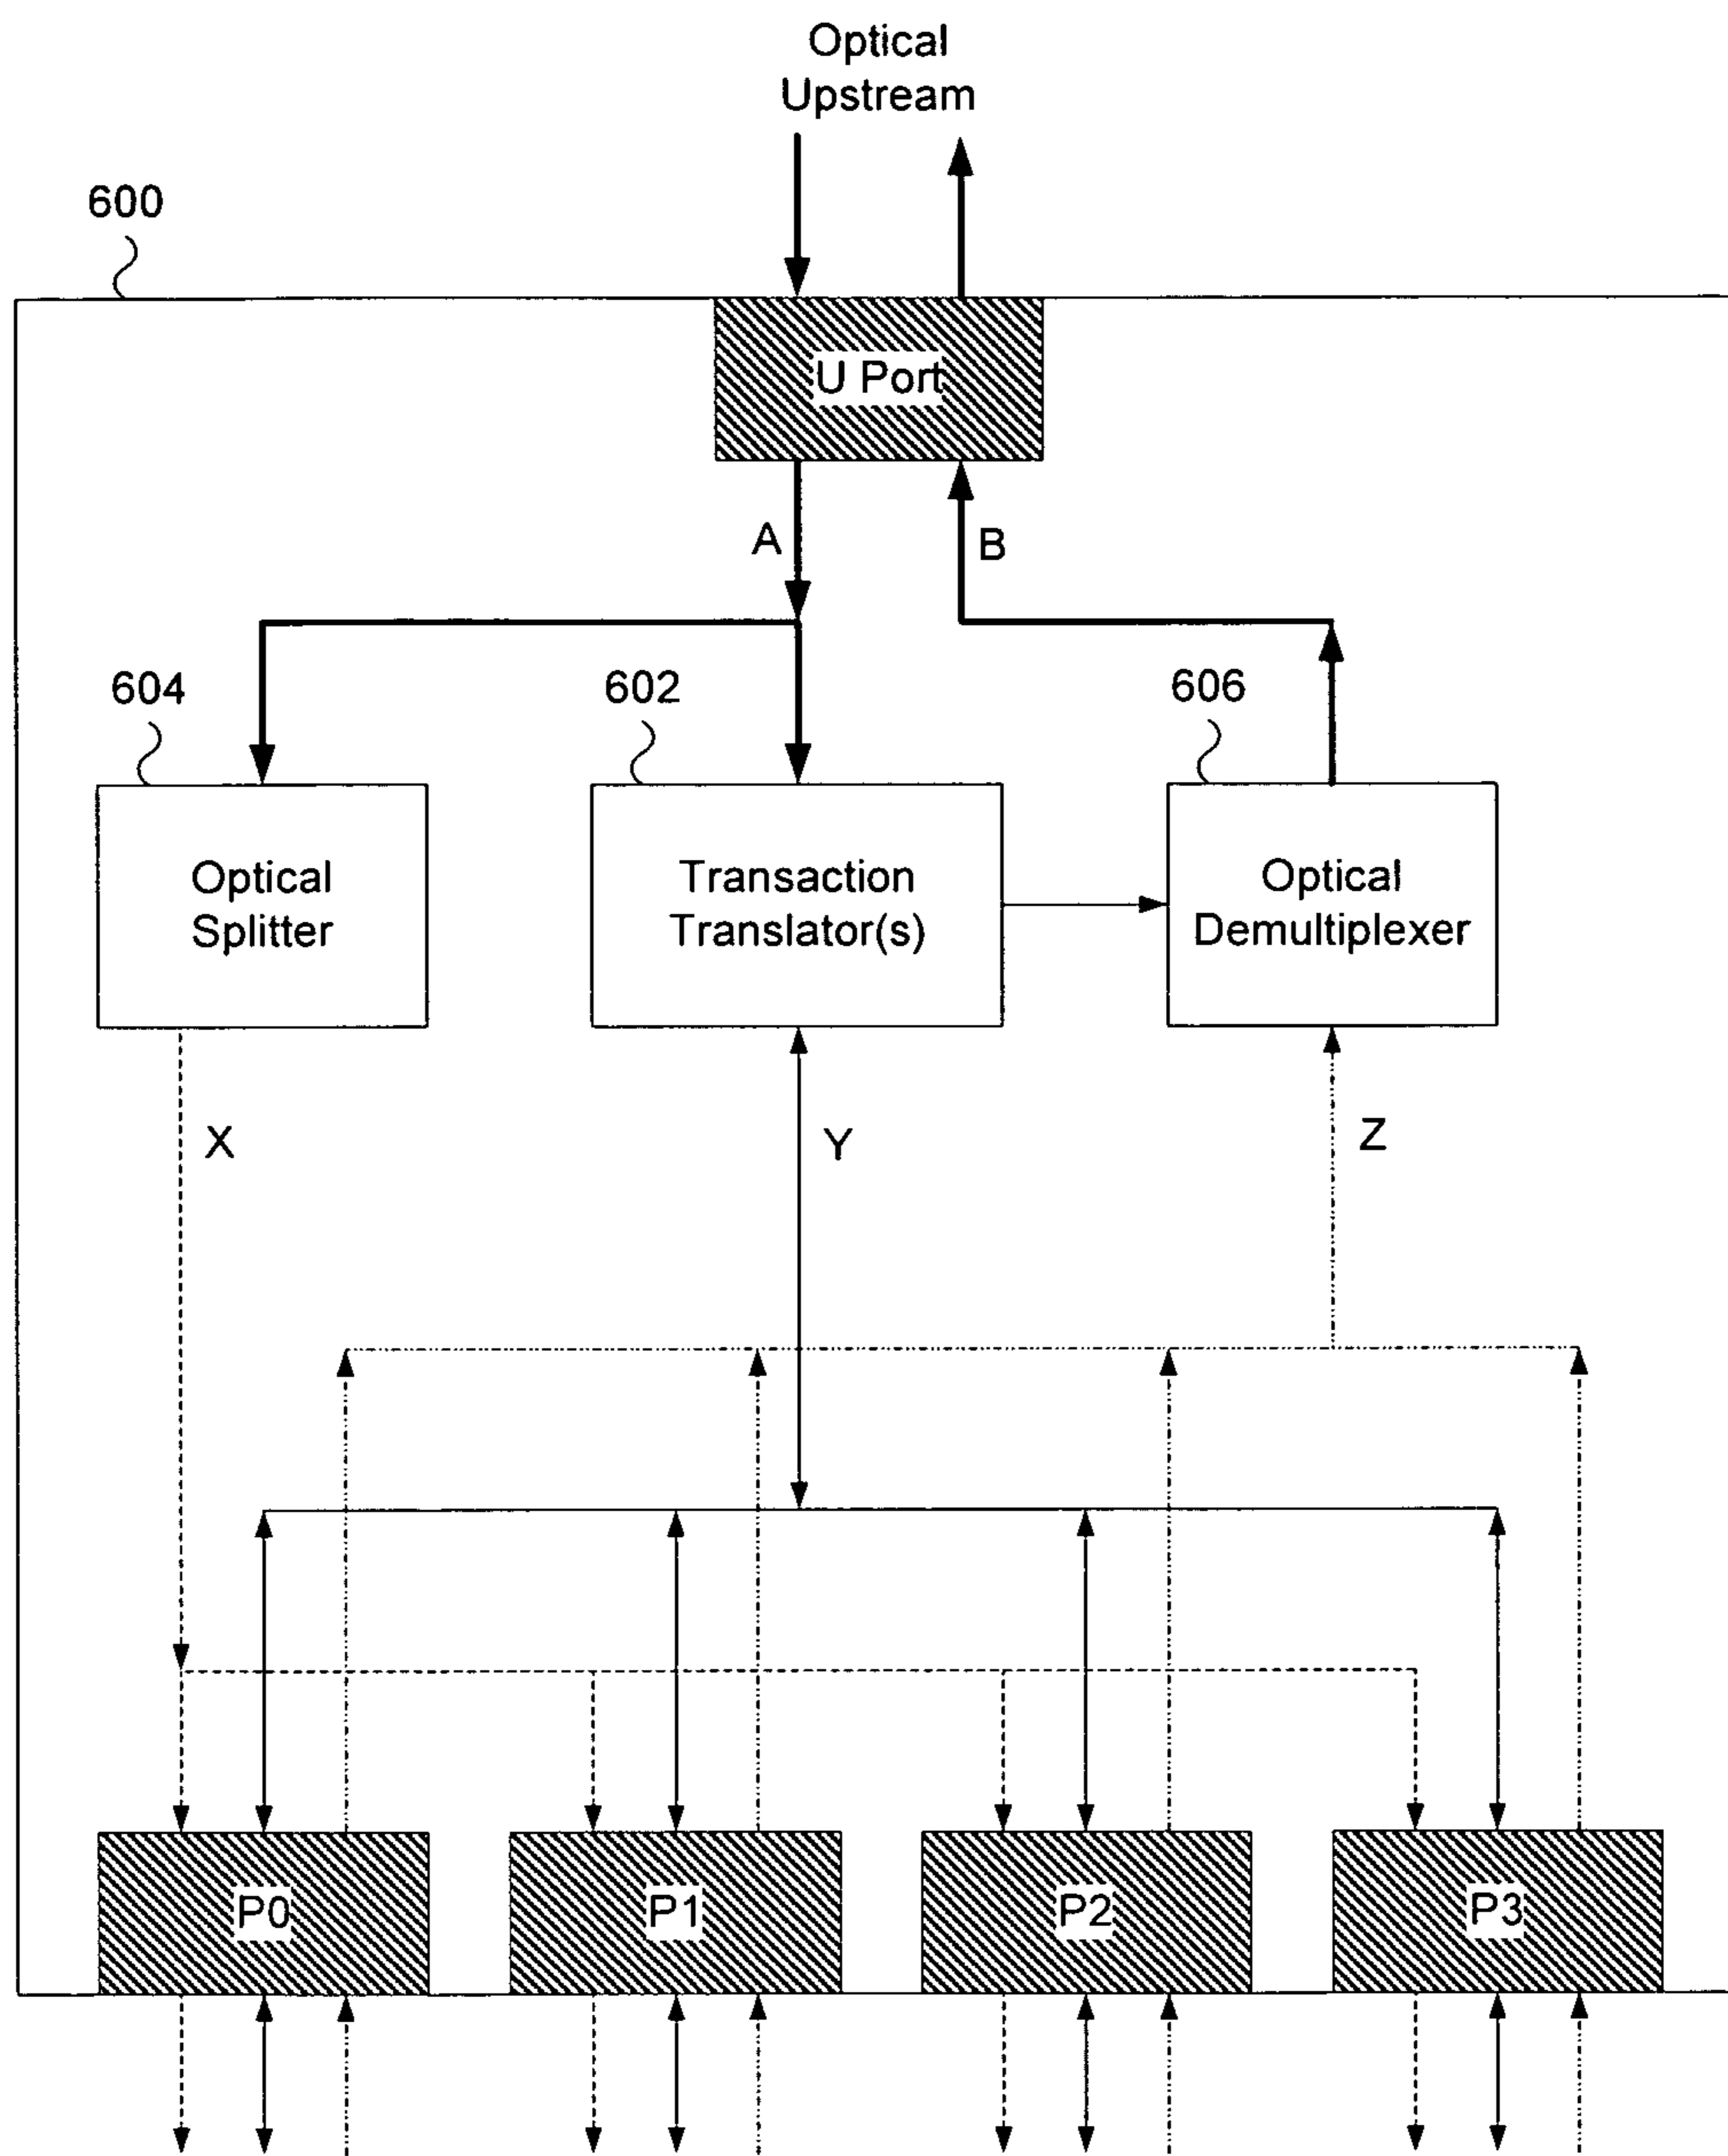 Optical
Upstream
600
U Port
A
B
604
602
606
Optical
Splitter
Transaction
Translator(s)
Optical
Demultiplexer
X
Y
Z
P0
P1
P2
P3